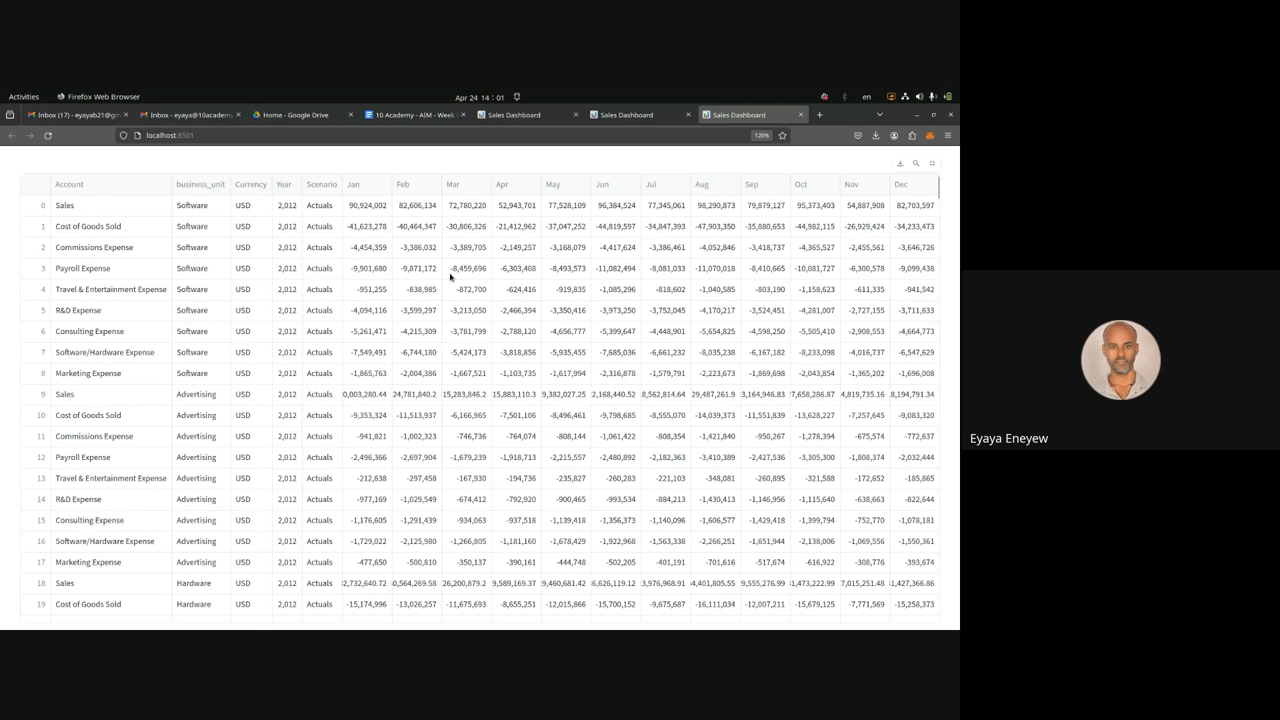 Activities Firefox Web Browser Apr 24 14 : 01 en
Inbox (17) - eyayab21@gm Inbox - eyaya@10academ Home - Google Drive 10 Academy - AIM - Week Sales Dashboard Sales Dashboard Sales Dashboard
localhost:8501 120%
Account business_unit Currency Year Scenario Jan Feb Mar Apr May Jun Jul Aug Sep Oct Nov Dec
0 Sales Software USD 2,012 Actuals 90,924,002 82,606,134 72,780,220 52,943,701 77,528,109 96,384,524 77,345,061 98,290,873 79,879,127 95,373,403 54,887,908 82,703,597
1 Cost of Goods Sold Software USD 2,012 Actuals -41,623,278 -40,464,347 -30,806,326 -21,412,962 -37,047,252 -44,819,597 -34,847,393 -47,903,350 -35,880,653 -44,982,115 -26,929,424 -34,233,473
2 Commissions Expense Software USD 2,012 Actuals -4,454,359 -3,386,032 -3,389,705 -2,149,257 -3,168,079 -4,417,624 -3,386,461 -4,052,846 -3,418,737 -4,365,527 -2,455,561 -3,646,726
3 Payroll Expense Software USD 2,012 Actuals -9,901,680 -9,871,172 -8,459,696 -6,303,408 -8,493,573 -11,082,494 -8,081,033 -11,070,018 -8,410,665 -10,081,727 -6,300,578 -9,099,438
4 Travel & Entertainment Expense Software USD 2,012 Actuals -951,255 -838,985 -872,700 -624,416 -919,835 -1,085,296 -818,602 -1,040,585 -803,190 -1,158,623 -611,335 -941,542
5 R&D Expense Software USD 2,012 Actuals -4,094,116 -3,599,297 -3,213,050 -2,466,394 -3,350,416 -3,973,250 -3,752,045 -4,170,217 -3,524,451 -4,281,007 -2,727,155 -3,711,633
6 Consulting Expense Software USD 2,012 Actuals -5,261,471 -4,215,309 -3,781,799 -2,788,120 -4,656,777 -5,399,647 -4,448,901 -5,654,825 -4,598,250 -5,505,410 -2,908,553 -4,664,773
7 Software/Hardware Expense Software USD 2,012 Actuals -7,549,491 -6,744,180 -5,424,173 -3,818,856 -5,935,455 -7,685,036 -6,661,232 -8,035,238 -6,167,182 -8,233,098 -4,016,737 -6,547,629
8 Marketing Expense Software USD 2,012 Actuals -1,865,763 -2,004,386 -1,667,521 -1,103,735 -1,617,994 -2,316,878 -1,579,791 -2,223,673 -1,869,698 -2,043,854 -1,365,202 -1,696,008
9 Sales Advertising USD 2,012 Actuals 0,003,280.44 24,781,840.2 15,283,846.2 15,883,110.3 9,382,027.25 2,168,440.52 8,562,814.64 29,487,261.9 3,164,946.83 7,658,286.87 4,819,735.16 8,194,791.34
10 Cost of Goods Sold Advertising USD 2,012 Actuals -9,353,324 -11,513,937 -6,166,965 -7,501,106 -8,496,461 -9,798,685 -8,555,070 -14,039,373 -11,551,839 -13,628,227 -7,257,645 -9,083,320
11 Commissions Expense Advertising USD 2,012 Actuals -941,821 -1,002,323 -746,736 -764,074 -808,144 -1,061,422 -808,354 -1,421,840 -950,267 -1,278,394 -675,574 -772,637
12 Payroll Expense Advertising USD 2,012 Actuals -2,496,366 -2,697,904 -1,679,239 -1,918,713 -2,215,557 -2,480,892 -2,182,363 -3,410,389 -2,427,536 -3,305,300 -1,808,374 -2,032,444
13 Travel & Entertainment Expense Advertising USD 2,012 Actuals -212,638 -297,458 -167,930 -194,736 -235,827 -260,283 -221,103 -348,081 -260,895 -321,588 -172,652 -185,865
14 R&D Expense Advertising USD 2,012 Actuals -977,169 -1,029,549 -674,412 -792,920 -900,465 -993,534 -884,213 -1,430,413 -1,146,956 -1,115,640 -638,663 -822,644
15 Consulting Expense Advertising USD 2,012 Actuals -1,176,605 -1,291,439 -934,063 -937,518 -1,139,418 -1,356,373 -1,140,096 -1,606,577 -1,429,418 -1,399,794 -752,770 -1,078,181
16 Software/Hardware Expense Advertising USD 2,012 Actuals -1,729,022 -2,125,980 -1,266,805 -1,181,160 -1,678,429 -1,922,968 -1,563,338 -2,266,251 -1,651,944 -2,138,006 -1,069,556 -1,550,361
17 Marketing Expense Advertising USD 2,012 Actuals -477,650 -500,810 -350,137 -390,161 -444,748 -502,205 -401,791 -701,616 -517,674 -616,922 -308,776 -393,674
18 Sales Hardware USD 2,012 Actuals 2,732,640.72 0,564,269.58 26,200,879.2 9,589,169.37 9,460,681.42 6,626,119.12 3,976,968.91 4,401,805.55 9,555,276.99 1,473,222.99 7,015,251.48 1,427,366.86
19 Cost of Goods Sold Hardware USD 2,012 Actuals -15,174,996 -13,026,257 -11,675,693 -8,655,251 -12,015,866 -15,700,152 -9,675,687 -16,111,034 -12,007,211 -15,679,125 -7,771,569 -15,258,373
Eyaya Eneyew